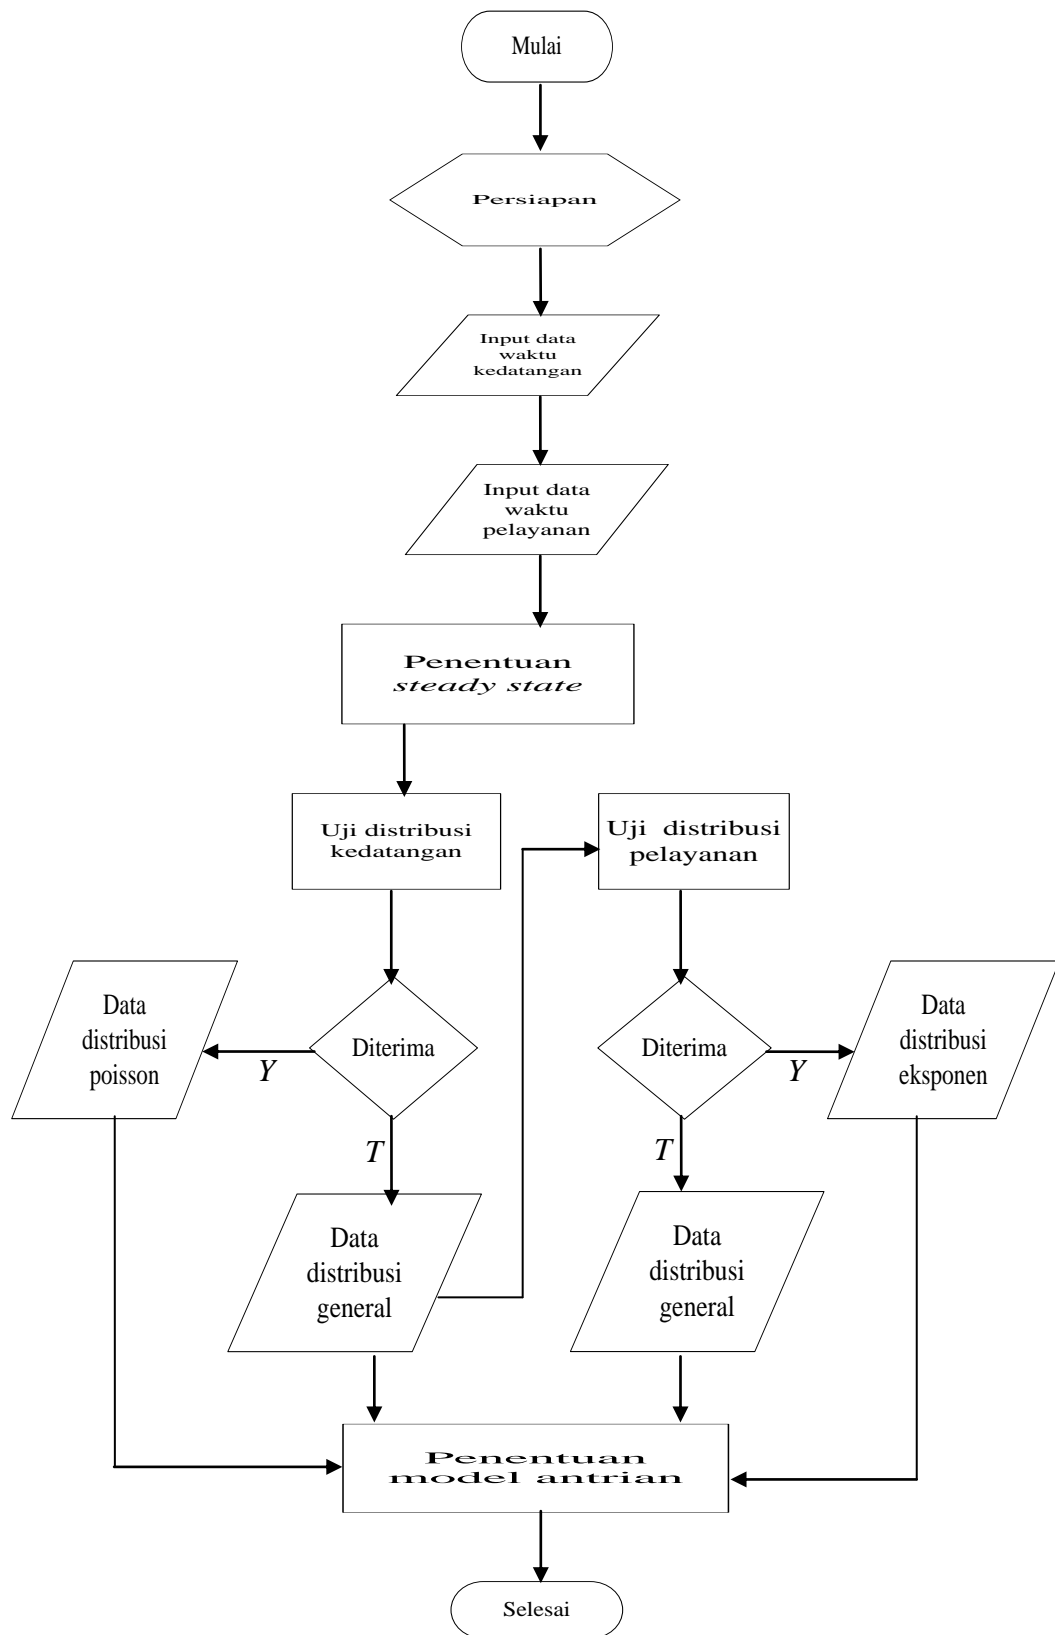 Mulai
Persiapan
Input data
waktu
kedatangan
Input data
waktu
pelayanan
Penentuan
steady state
Uji distribusi
kedatangan
Uji distribusi
pelayanan
Data
distribusi
poisson
Y
Diterima
T
Diterima
Y
T
Data
distribusi
eksponen
Data
distribusi
general
Data
distribusi
general
Penentuan
model antrian
Selesai